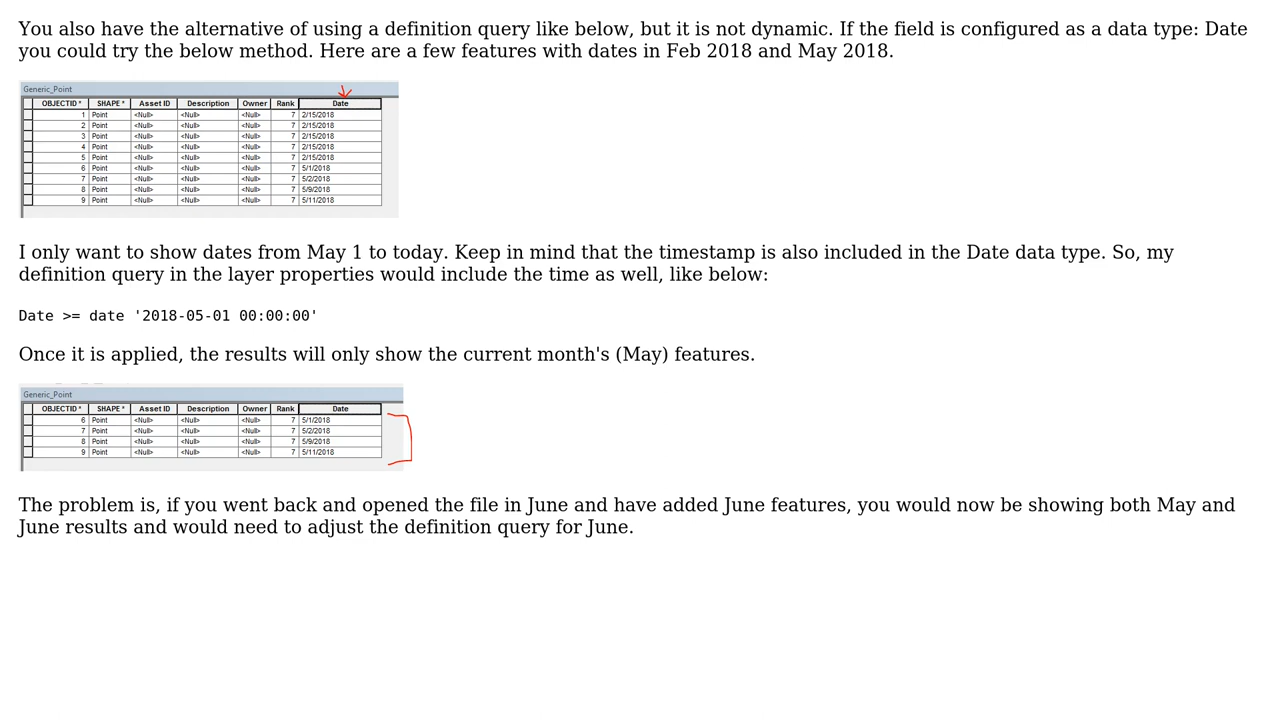 You also have the alternative of using a definition query like below, but it is not dynamic. If the field is configured as a data type: Date
you could try the below method. Here are a few features with dates in Feb 2018 and May 2018.
Generic_Point
OBJECTID * SHAPE * Asset ID Description Owner Rank Date
1 Point <Null> <Null> <Null> 7 2/15/2018
2 Point <Null> <Null> <Null> 7 2/15/2018
3 Point <Null> <Null> <Null> 7 2/15/2018
4 Point <Null> <Null> <Null> 7 2/15/2018
5 Point <Null> <Null> <Null> 7 2/15/2018
6 Point <Null> <Null> <Null> 7 5/1/2018
7 Point <Null> <Null> <Null> 7 5/2/2018
8 Point <Null> <Null> <Null> 7 5/9/2018
9 Point <Null> <Null> <Null> 7 5/11/2018
I only want to show dates from May 1 to today. Keep in mind that the timestamp is also included in the Date data type. So, my
definition query in the layer properties would include the time as well, like below:
Date >= date '2018-05-01 00:00:00'
Once it is applied, the results will only show the current month's (May) features.
Generic_Point
OBJECTID * SHAPE * Asset ID Description Owner Rank Date
6 Point <Null> <Null> <Null> 7 5/1/2018
7 Point <Null> <Null> <Null> 7 5/2/2018
8 Point <Null> <Null> <Null> 7 5/9/2018
9 Point <Null> <Null> <Null> 7 5/11/2018
The problem is, if you went back and opened the file in June and have added June features, you would now be showing both May and
June results and would need to adjust the definition query for June.